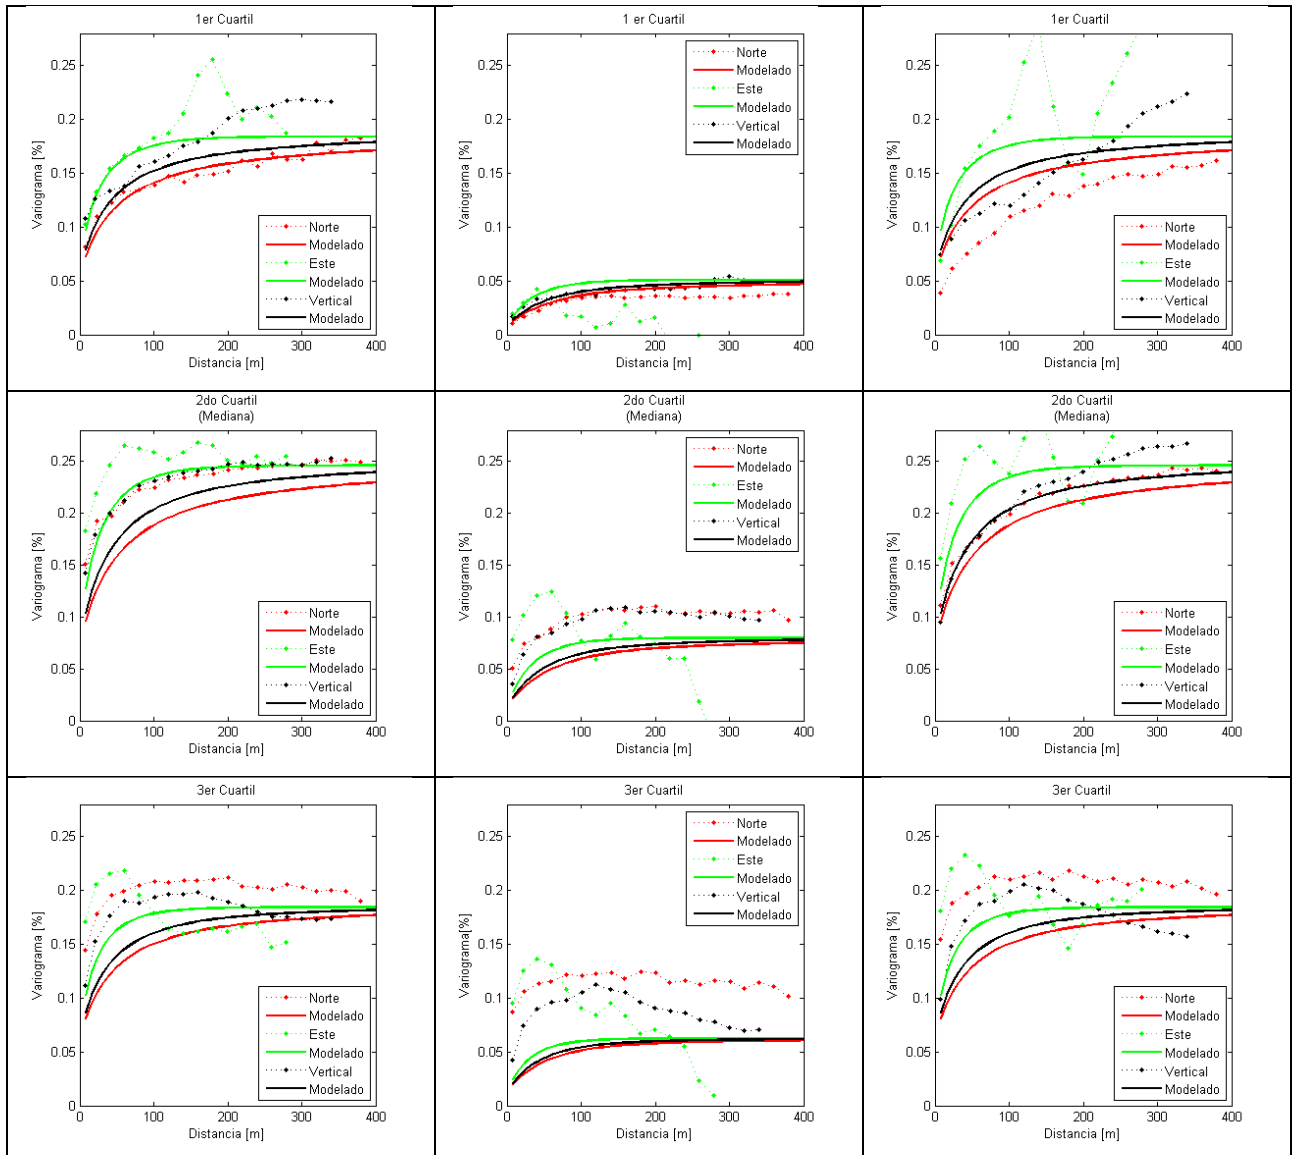 1er Cuartil
Variograma [%]
0.25
0.2
0.15
0.1
0.05
0
Norte
Modelado
Este
Modelado
Vertical
Modelado
0 100 200 300 400
Distancia [m]
1 er Cuartil
Variograma [%]
0.25
0.2
0.15
0.1
0.05
0
Norte
Modelado
Este
Modelado
Vertical
Modelado
0 100 200 300 400
Distancia [m]
1er Cuartil
Variograma [%]
0.25
0.2
0.15
0.1
0.05
0
Norte
Modelado
Este
Modelado
Vertical
Modelado
0 100 200 300 400
Distancia [m]
2do Cuartil
(Mediana)
Variograma [%]
0.25
0.2
0.15
0.1
0.05
0
Norte
Modelado
Este
Modelado
Vertical
Modelado
0 100 200 300 400
Distancia [m]
2do Cuartil
(Mediana)
Variograma [%]
0.25
0.2
0.15
0.1
0.05
0
Norte
Modelado
Este
Modelado
Vertical
Modelado
0 100 200 300 400
Distancia [m]
2do Cuartil
(Mediana)
Variograma [%]
0.25
0.2
0.15
0.1
0.05
0
Norte
Modelado
Este
Modelado
Vertical
Modelado
0 100 200 300 400
Distancia [m]
3er Cuartil
Variograma [%]
0.25
0.2
0.15
0.1
0.05
0
Norte
Modelado
Este
Modelado
Vertical
Modelado
0 100 200 300 400
Distancia [m]
3er Cuartil
Variograma[%]
0.25
0.2
0.15
0.1
0.05
0
Norte
Modelado
Este
Modelado
Vertical
Modelado
0 100 200 300 400
Distancia [m]
3er Cuartil
Variograma [%]
0.25
0.2
0.15
0.1
0.05
0
Norte
Modelado
Este
Modelado
Vertical
Modelado
0 100 200 300 400
Distancia [m]